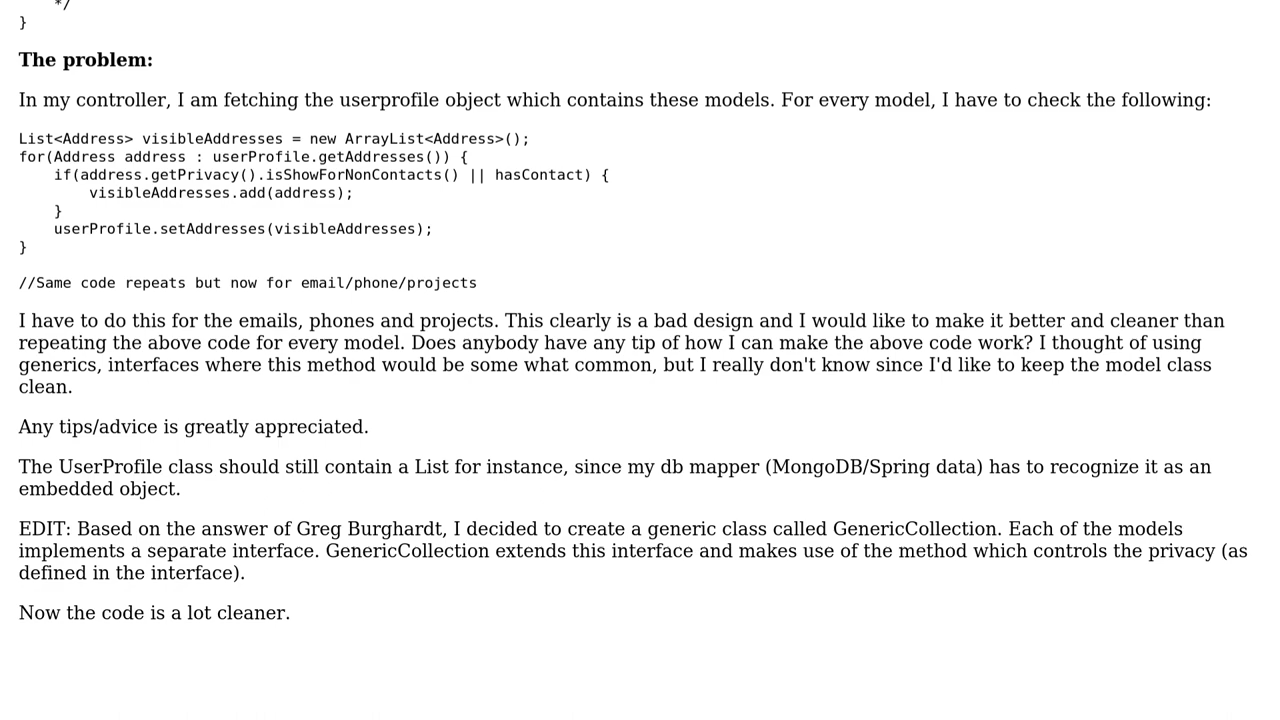 */
}
The problem:
In my controller, I am fetching the userprofile object which contains these models. For every model, I have to check the following:
List<Address> visibleAddresses = new ArrayList<Address>();
for(Address address : userProfile.getAddresses()) {
    if(address.getPrivacy().isShowForNonContacts() || hasContact) {
        visibleAddresses.add(address);
    }
    userProfile.setAddresses(visibleAddresses);
}
//Same code repeats but now for email/phone/projects
I have to do this for the emails, phones and projects. This clearly is a bad design and I would like to make it better and cleaner than
repeating the above code for every model. Does anybody have any tip of how I can make the above code work? I thought of using
generics, interfaces where this method would be some what common, but I really don't know since I'd like to keep the model class
clean.
Any tips/advice is greatly appreciated.
The UserProfile class should still contain a List for instance, since my db mapper (MongoDB/Spring data) has to recognize it as an
embedded object.
EDIT: Based on the answer of Greg Burghardt, I decided to create a generic class called GenericCollection. Each of the models
implements a separate interface. GenericCollection extends this interface and makes use of the method which controls the privacy (as
defined in the interface).
Now the code is a lot cleaner.